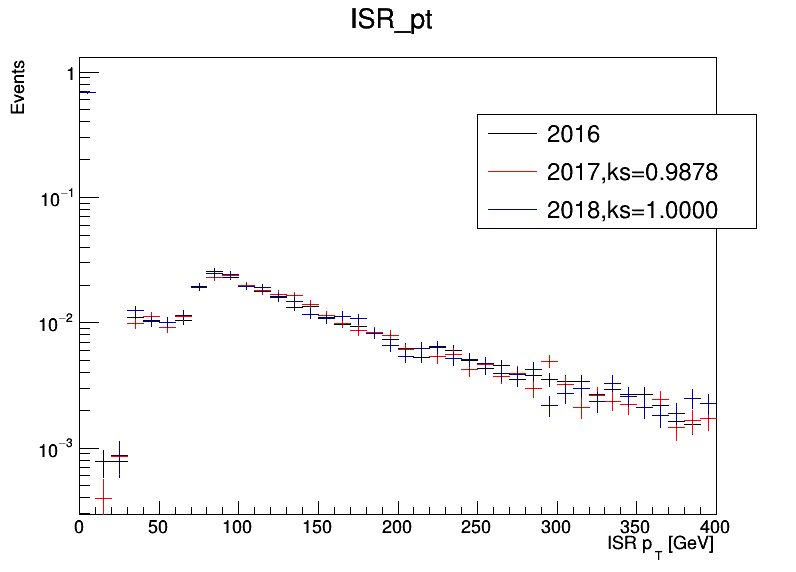 ISR_pt
Events
1
10⁻¹
10⁻²
10⁻³
2016
2017,ks=0.9878
2018,ks=1.0000
0 50 100 150 200 250 300 350 400
ISR p_T [GeV]